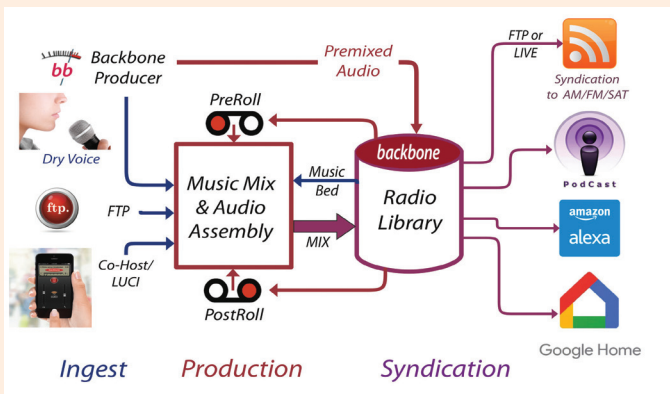 bb
Backbone
Producer
Premixed
Audio
FTP or
LIVE
Syndication
to AM/FM/SAT
Dry Voice
PreRoll
backbone
PodCast
ftp.
FTP
Music Mix
& Audio
Assembly
Music
Bed
Radio
Library
MIX
amazon
alexa
Co-Host/
LUCI
PostRoll
Google Home
Ingest
Production
Syndication